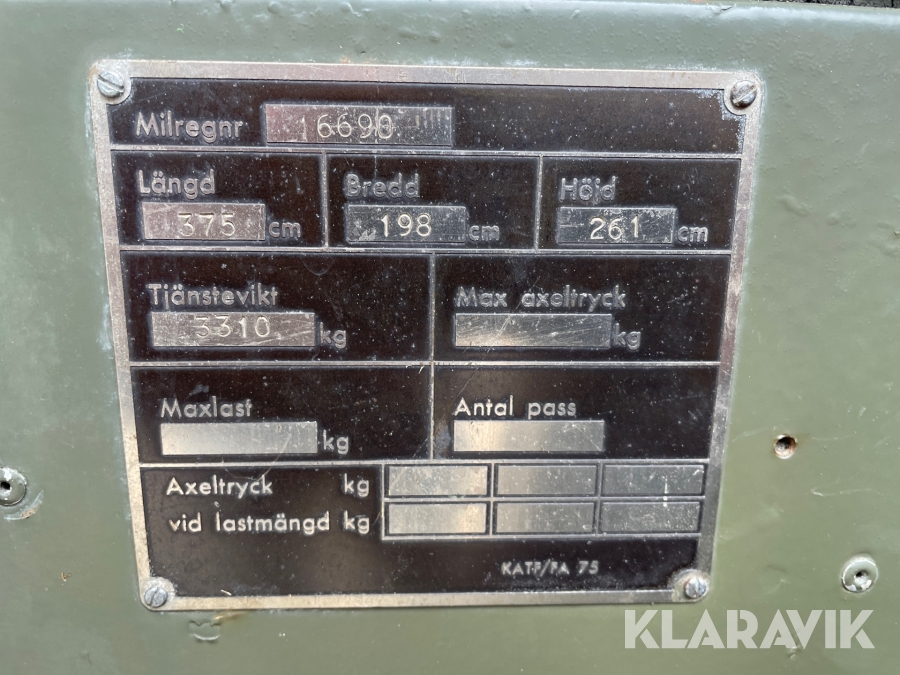 Milregnr 16690
Längd Bredd Höjd
375 cm 198 cm 261 cm
Tjänstevikt Max axeltryck
3310 kg kg
Maxlast Antal pass
kg
Axeltryck kg
vid lastmängd kg
KATF/FA 75
KLARAVIK